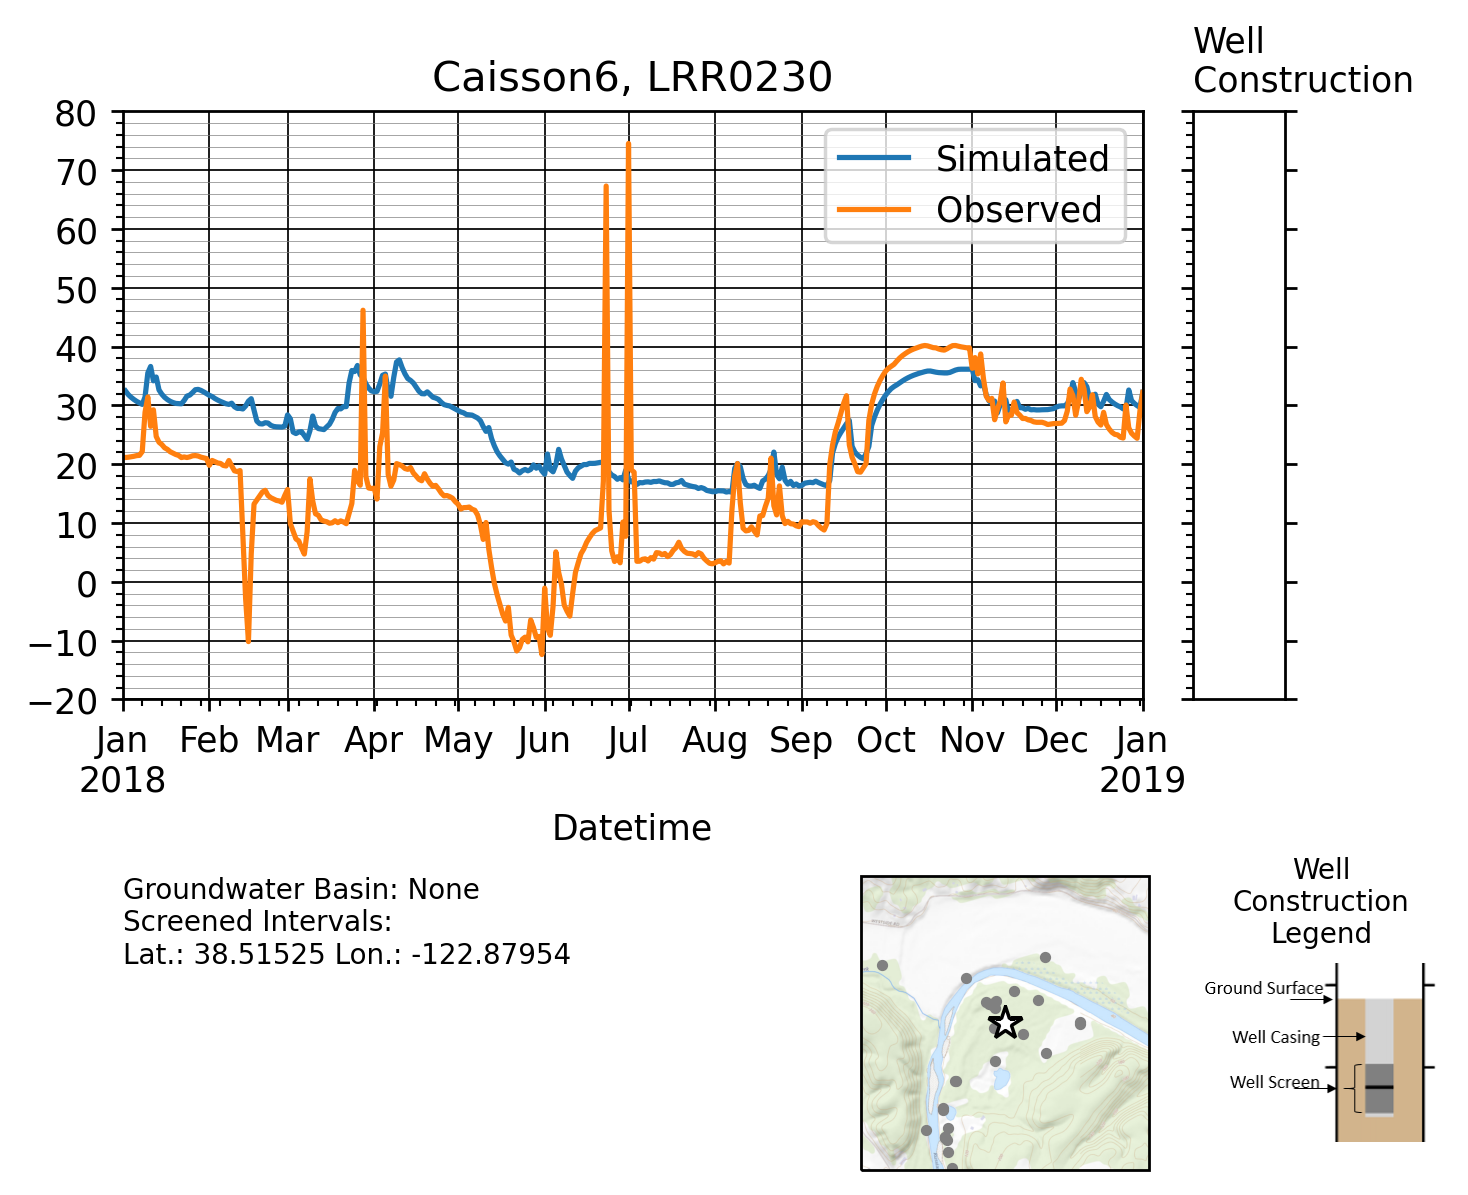 Well
Construction
Caisson6, LRR0230
80
70
60
50
40
30
20
10
0
−10
−20
Simulated
Observed
Jan Feb Mar Apr May Jun Jul Aug Sep Oct Nov Dec Jan
2018 2019
Datetime
Groundwater Basin: None
Screened Intervals:
Lat.: 38.51525 Lon.: -122.87954
Well
Construction
Legend
Ground Surface
Well Casing
Well Screen